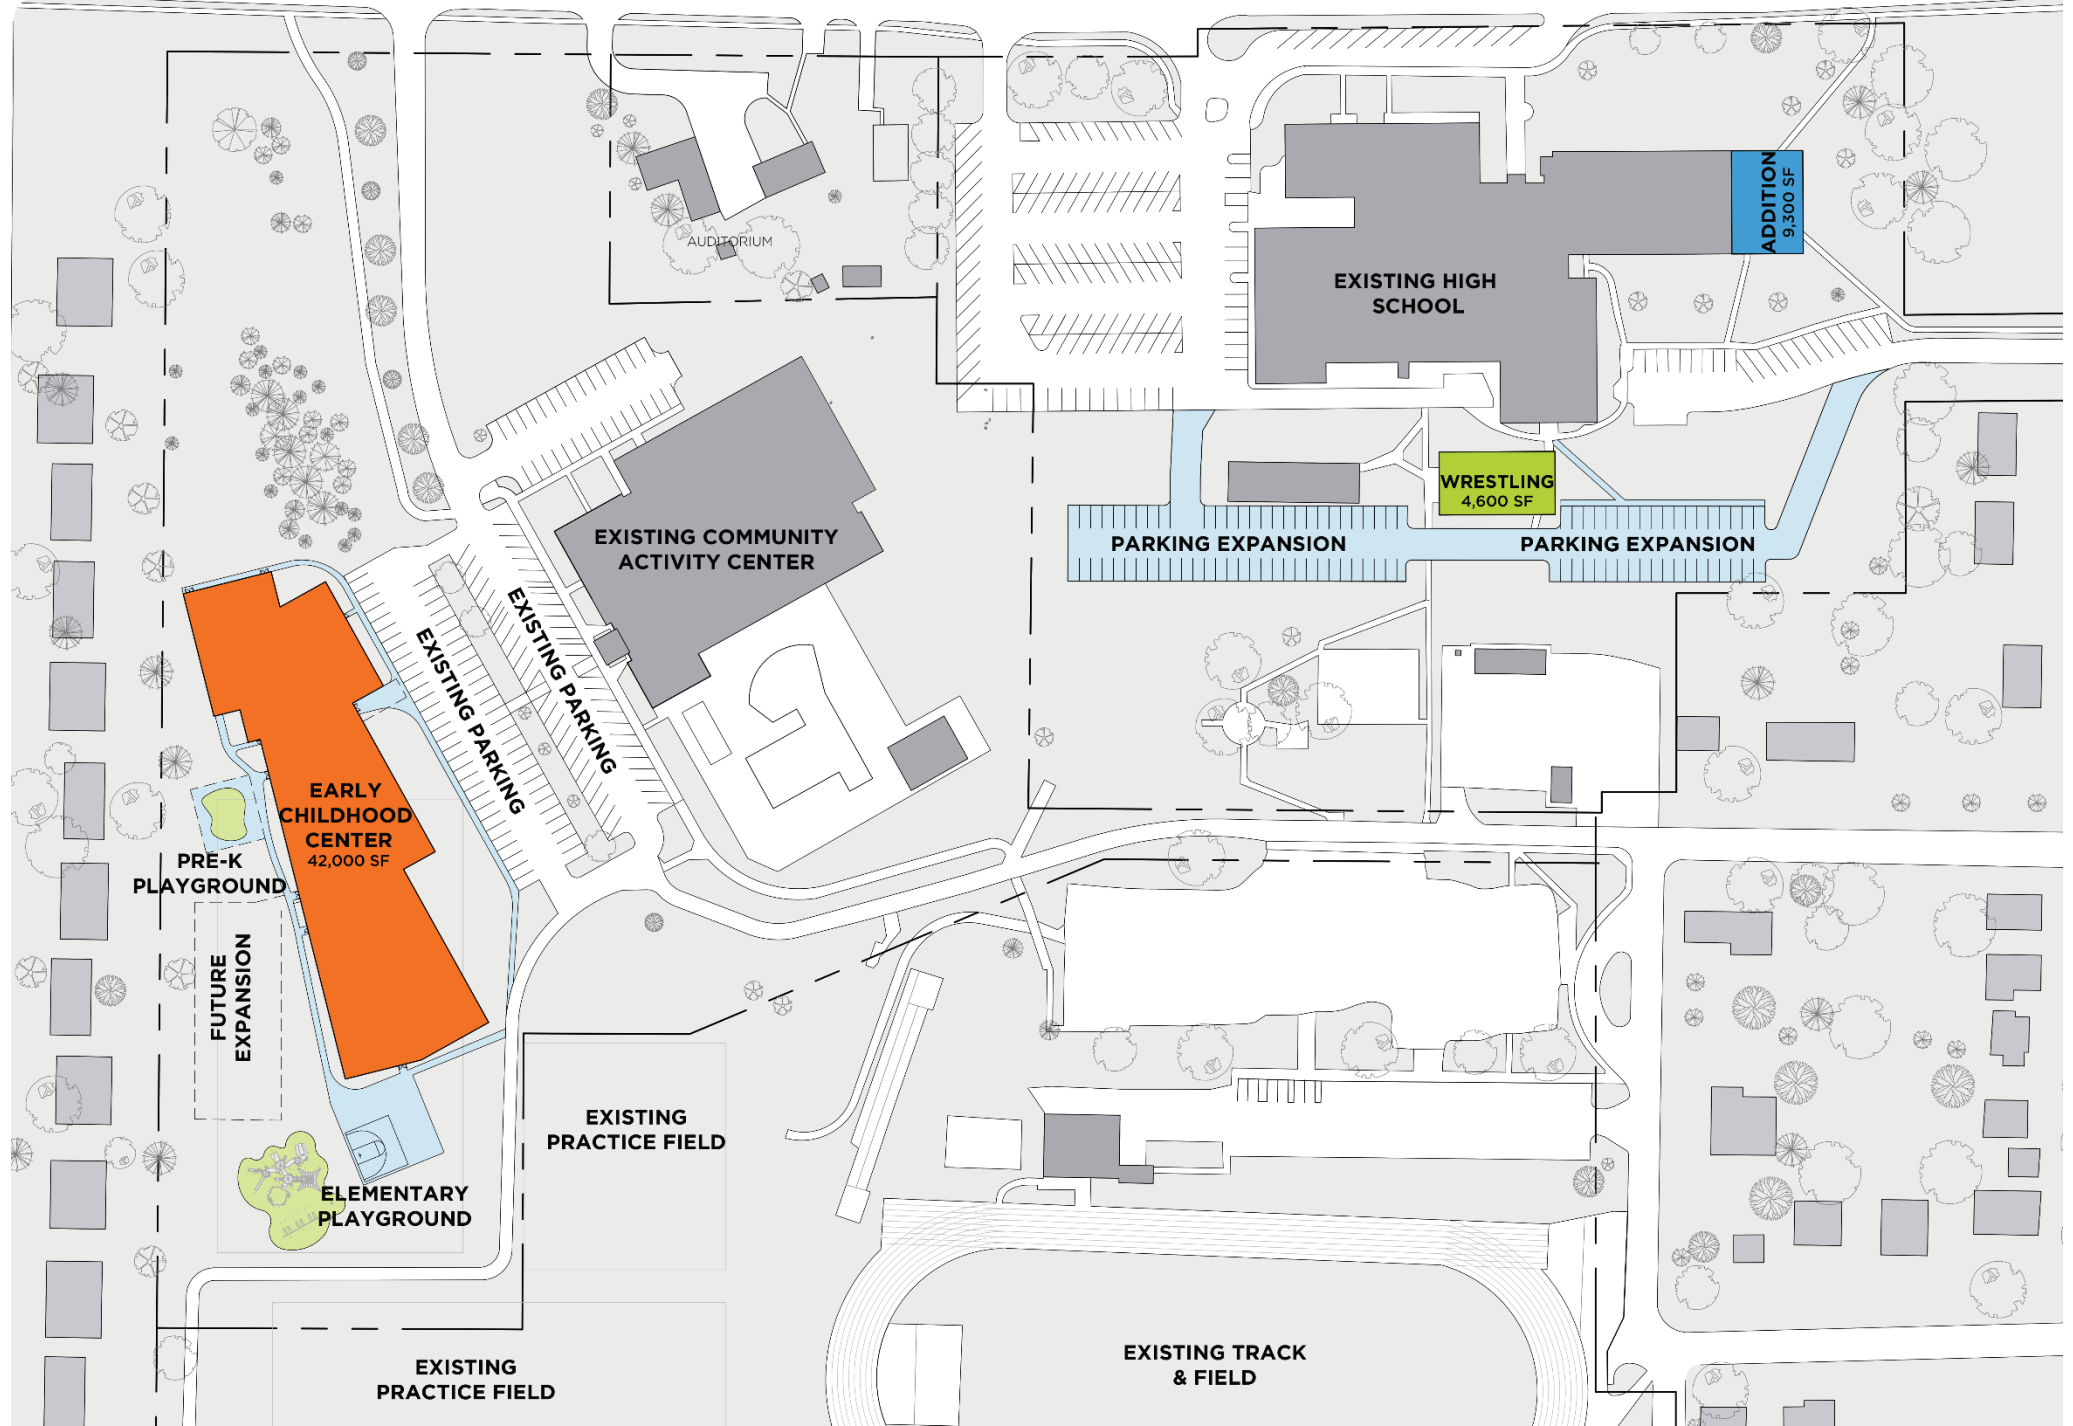 AUDITORIUM
ADDITION
9,300 SF
EXISTING HIGH
SCHOOL
WRESTLING
4,600 SF
PARKING EXPANSION
PARKING EXPANSION
EXISTING COMMUNITY
ACTIVITY CENTER
EXISTING PARKING
EXISTING PARKING
EARLY
CHILDHOOD
CENTER
42,000 SF
PRE-K
PLAYGROUND
FUTURE
EXPANSION
ELEMENTARY
PLAYGROUND
EXISTING
PRACTICE FIELD
EXISTING
PRACTICE FIELD
EXISTING TRACK
& FIELD